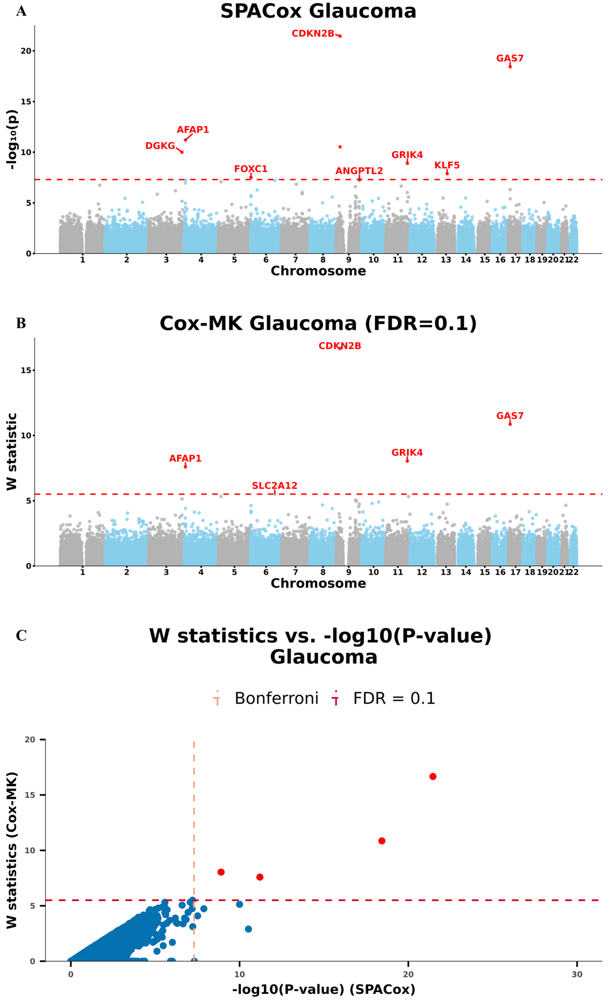 A
SPACox Glaucoma
CDKN2B
GAS7
AFAP1
DGKG
GRIK4
KLF5
FOXC1
ANGPTL2
-log₁₀(p)
20
15
10
5
0
1 2 3 4 5 6 7 8 9 10 11 12 13 14 15 16 17 18 19 20 21 22
Chromosome
B
Cox-MK Glaucoma (FDR=0.1)
CDKN2B
GAS7
GRIK4
AFAP1
SLC2A12
W statistic
15
10
5
0
1 2 3 4 5 6 7 8 9 10 11 12 13 14 15 16 17 18 19 20 21 22
Chromosome
C
W statistics vs. -log10(P-value)
Glaucoma
Bonferroni FDR = 0.1
W statistics (Cox-MK)
20
15
10
5
0
0 10 20 30
-log10(P-value) (SPACox)